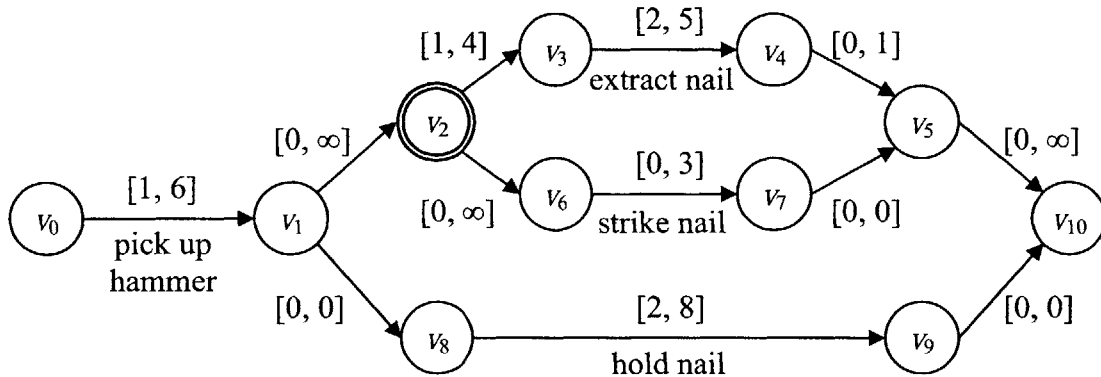 [1, 4]
v3
[2, 5]
extract nail
v4
[0, 1]
v2
v5
[0, ∞]
[0, ∞]
[0, 3]
[0, ∞]
v6
strike nail
v7
[0, 0]
v0
[1, 6]
pick up
hammer
v1
v10
[0, 0]
v8
[2, 8]
hold nail
v9
[0, 0]